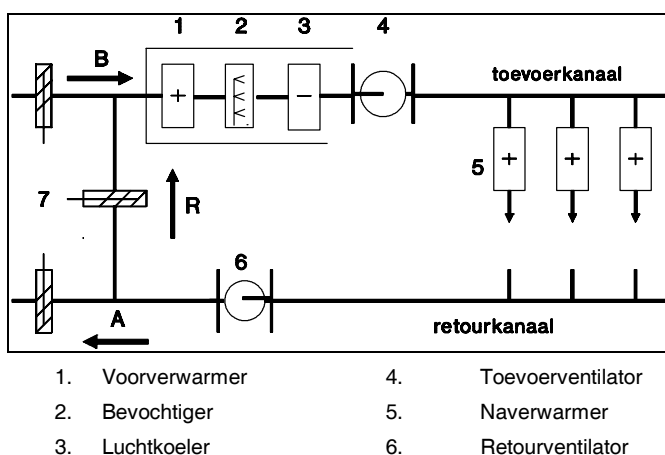 1 2 3 4
B
toevoerkanaal
+ - + + +
5
7
R
6
A
retourkanaal
1. Voorverwarmer 4. Toevoerventilator
2. Bevochtiger 5. Naverwarmer
3. Luchtkoeler 6. Retourventilator